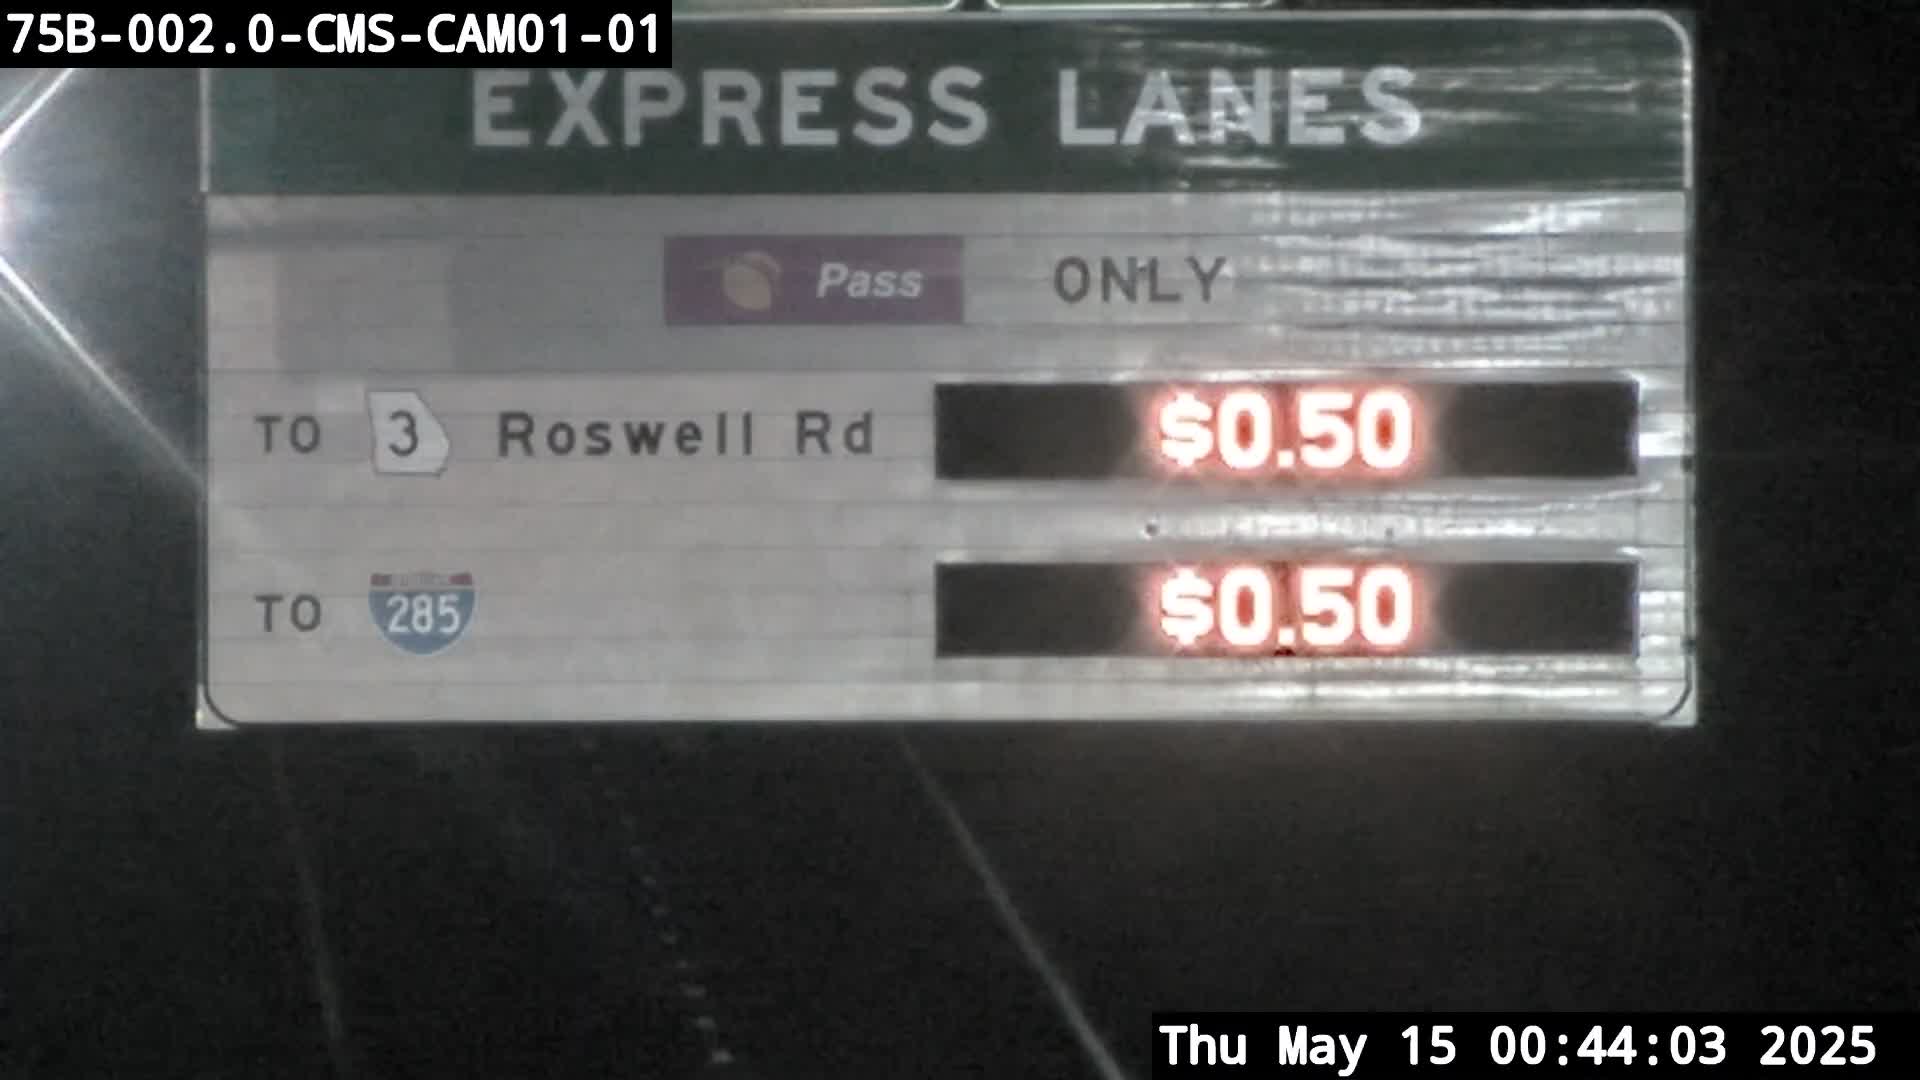 75B-002.0-CMS-CAM01-01
EXPRESS LANES
Pass ONLY
TO 3 Roswell Rd $0.50
TO 285 $0.50
Thu May 15 00:44:03 2025